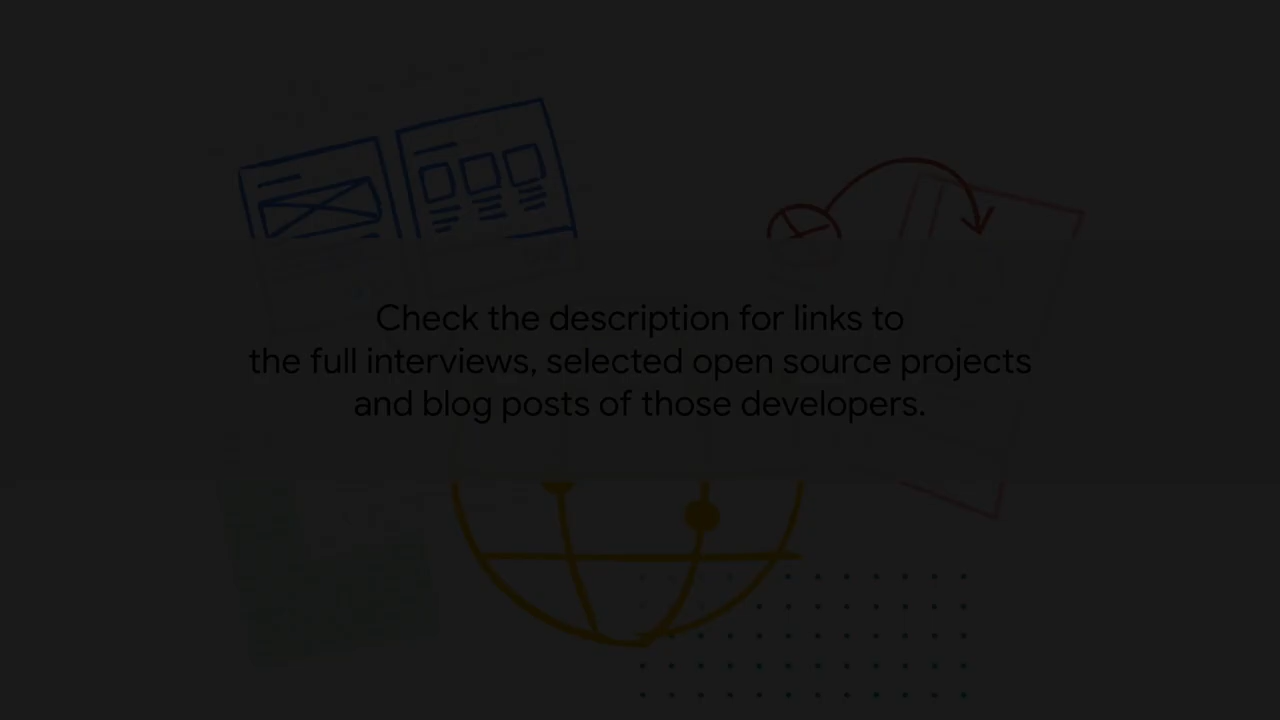 Check the description for links to
the full interviews, selected open source projects
and blog posts of those developers.